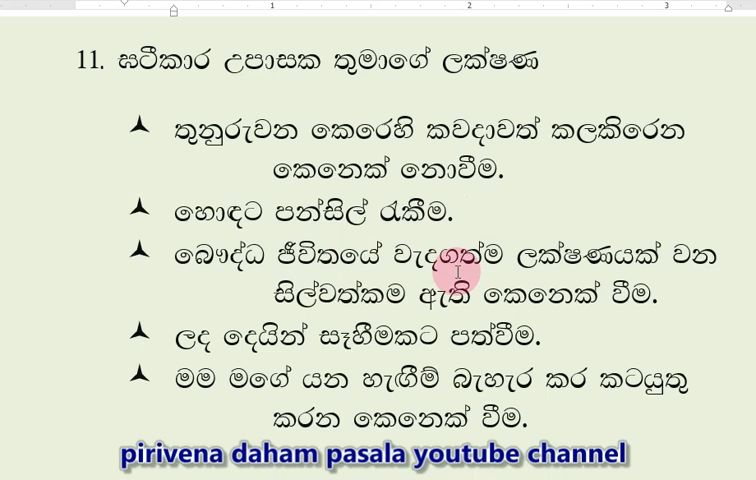 11. ඝටීකාර උපාසක තුමාගේ ලක්ෂණ
තුනුරුවන කෙරෙහි කවදාවත් කලකිරෙන
කෙනෙක් නොවීම.
හොඳට පන්සිල් රැකීම.
බෞද්ධ ජීවිතයේ වැදගත්ම ලක්ෂණයක් වන
සිල්වත්කම ඇති කෙනෙක් වීම.
ලද දෙයින් සෑහීමකට පත්වීම.
මම මගේ යන හැඟීම් බැහැර කර කටයුතු
කරන කෙනෙක් වීම.
pirivena daham pasala youtube channel